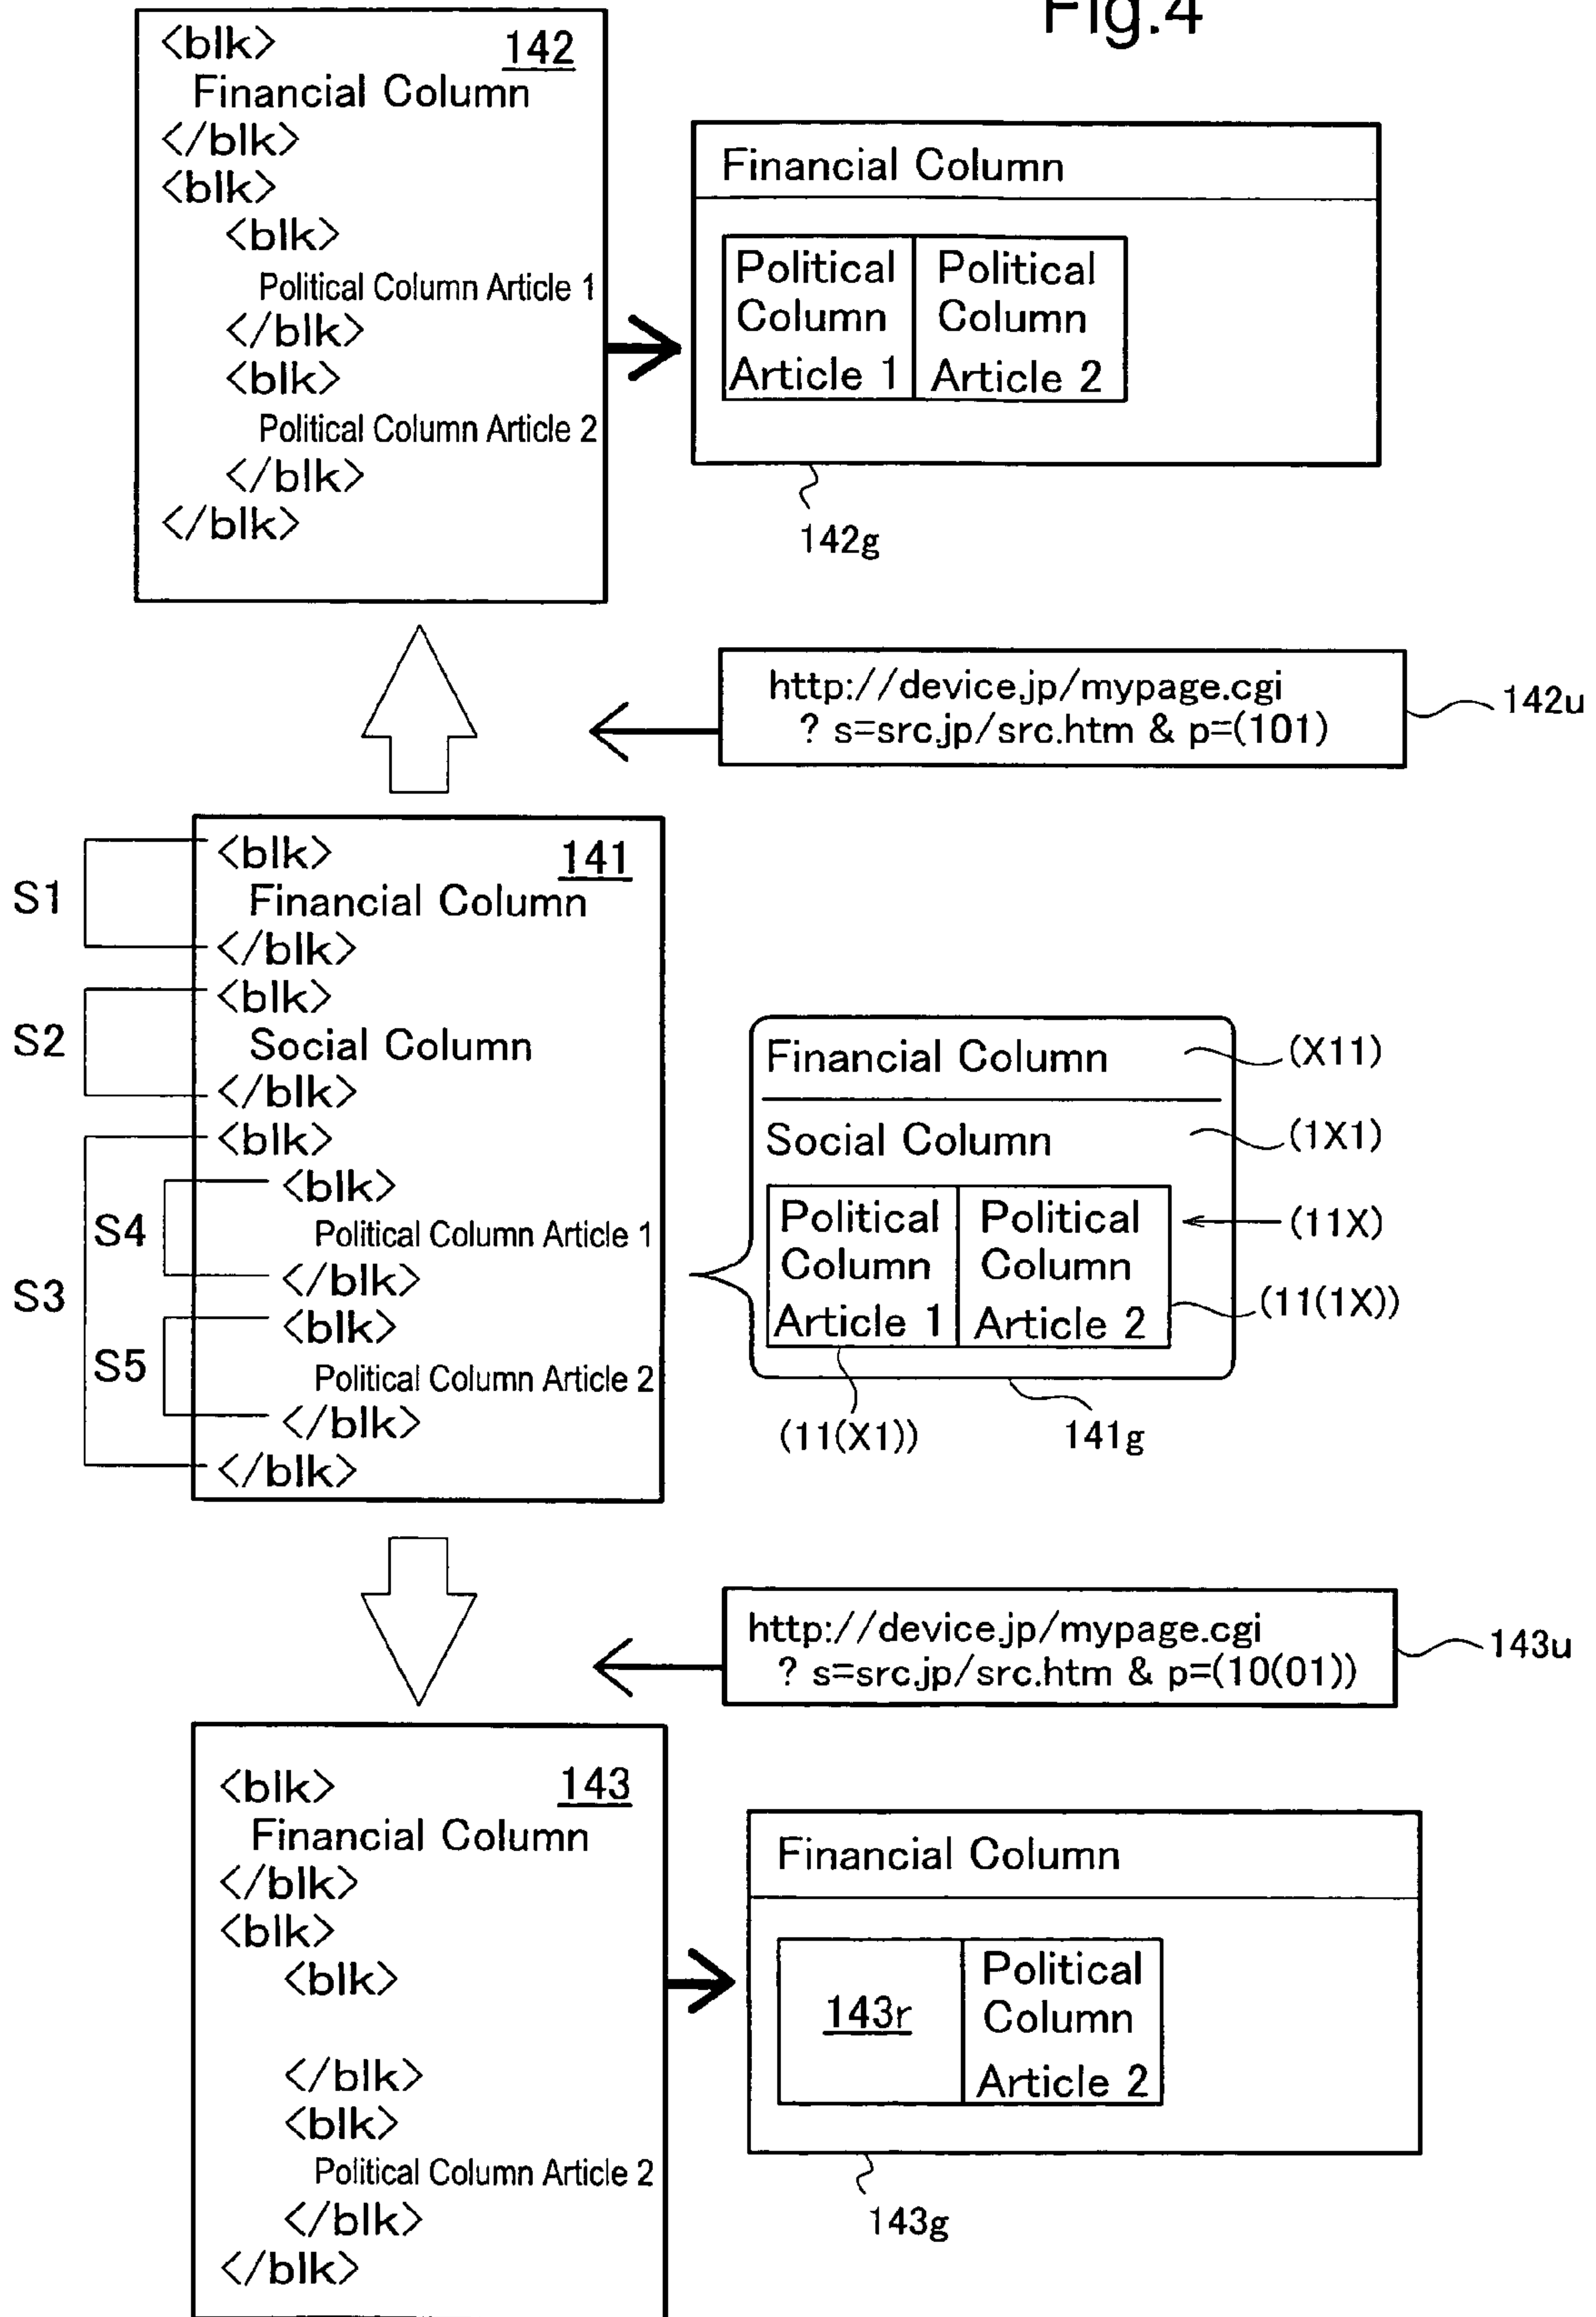 Fig.4
<blk> 142
Financial Column
</blk>
<blk>
<blk>
Political Column Article 1
</blk>
<blk>
Political Column Article 2
</blk>
</blk>
Financial Column
Political
Column
Article 1
Political
Column
Article 2
142g
http://device.jp/mypage.cgi
? s=src.jp/src.htm & p=(101)
142u
<blk> 141
Financial Column
</blk>
<blk>
Social Column
</blk>
<blk>
<blk>
Political Column Article 1
</blk>
<blk>
Political Column Article 2
</blk>
</blk>
S1
S2
S3
S4
S5
Financial Column
Social Column
Political
Column
Article 1
Political
Column
Article 2
(X11)
(1X1)
(11X)
(11(1X))
(11(X1))
141g
http://device.jp/mypage.cgi
? s=src.jp/src.htm & p=(10(01))
143u
<blk> 143
Financial Column
</blk>
<blk>
<blk>
</blk>
<blk>
Political Column Article 2
</blk>
</blk>
Financial Column
143r
Political
Column
Article 2
143g